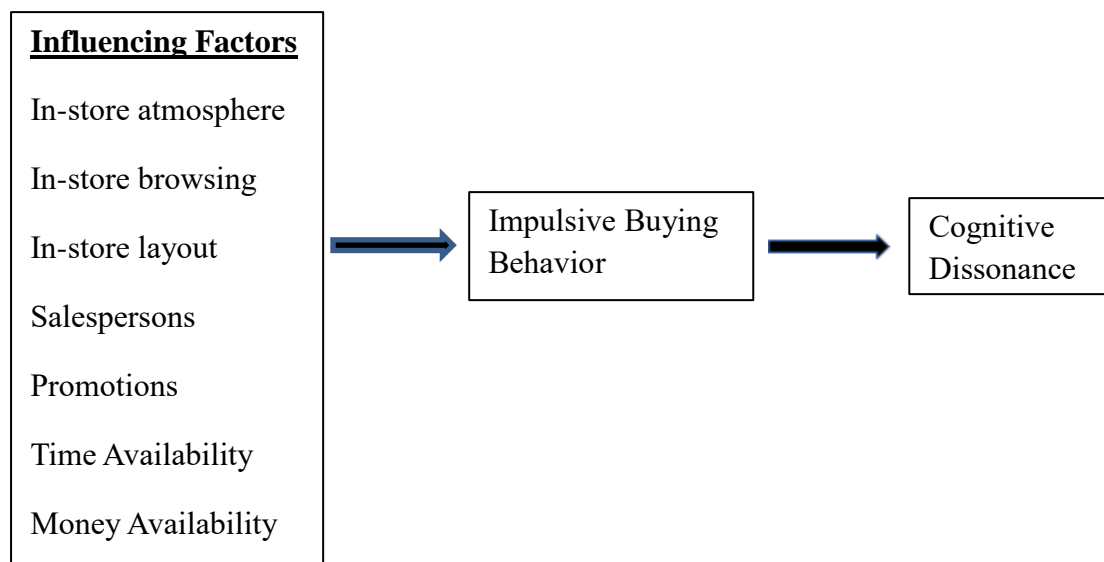 Influencing Factors
In-store atmosphere
In-store browsing
In-store layout
Salespersons
Promotions
Time Availability
Money Availability
Impulsive Buying
Behavior
Cognitive
Dissonance